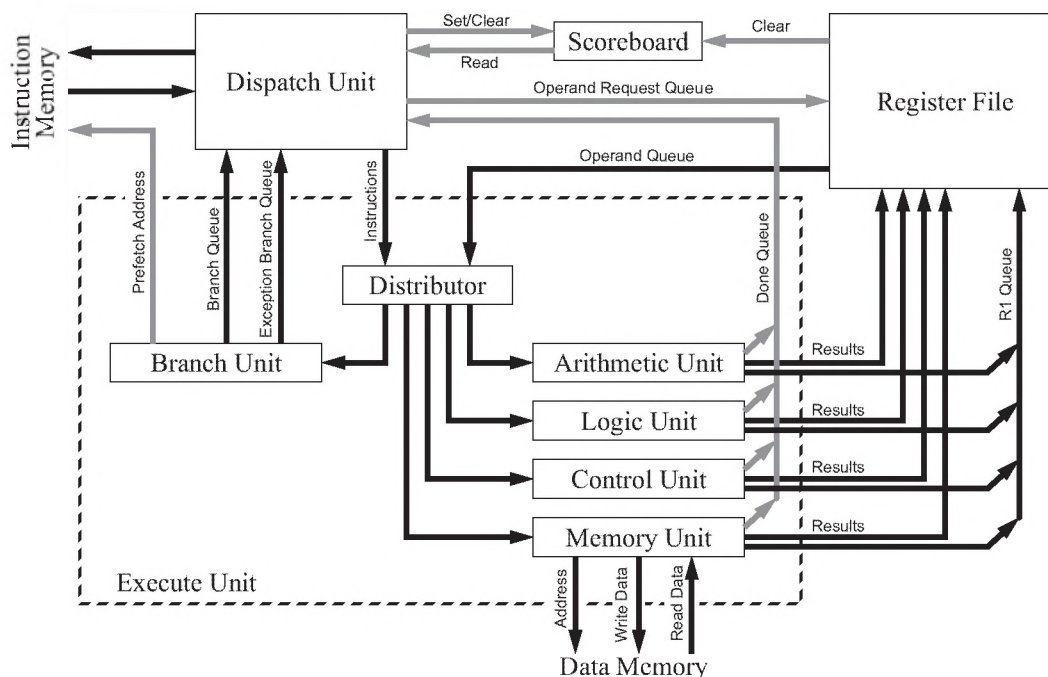 Set/Clear
Scoreboard
Clear
Read
Dispatch Unit
Register File
Instruction
Memory
Operand Request Queue
Operand Queue
Prefetch Address
Branch Queue
Exception Branch Queue
Instructions
Done Queue
R1 Queue
Distributor
Branch Unit
Arithmetic Unit
Results
Logic Unit
Results
Control Unit
Results
Memory Unit
Results
Execute Unit
Address
Write Data
Read Data
Data Memory